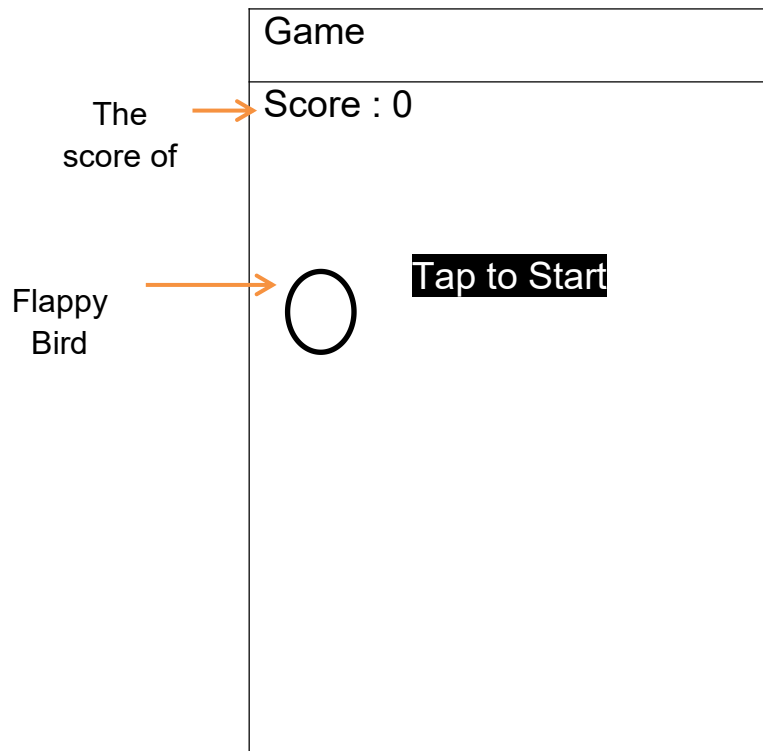 Game
Score : 0
The
score of
Tap to Start
Flappy
Bird